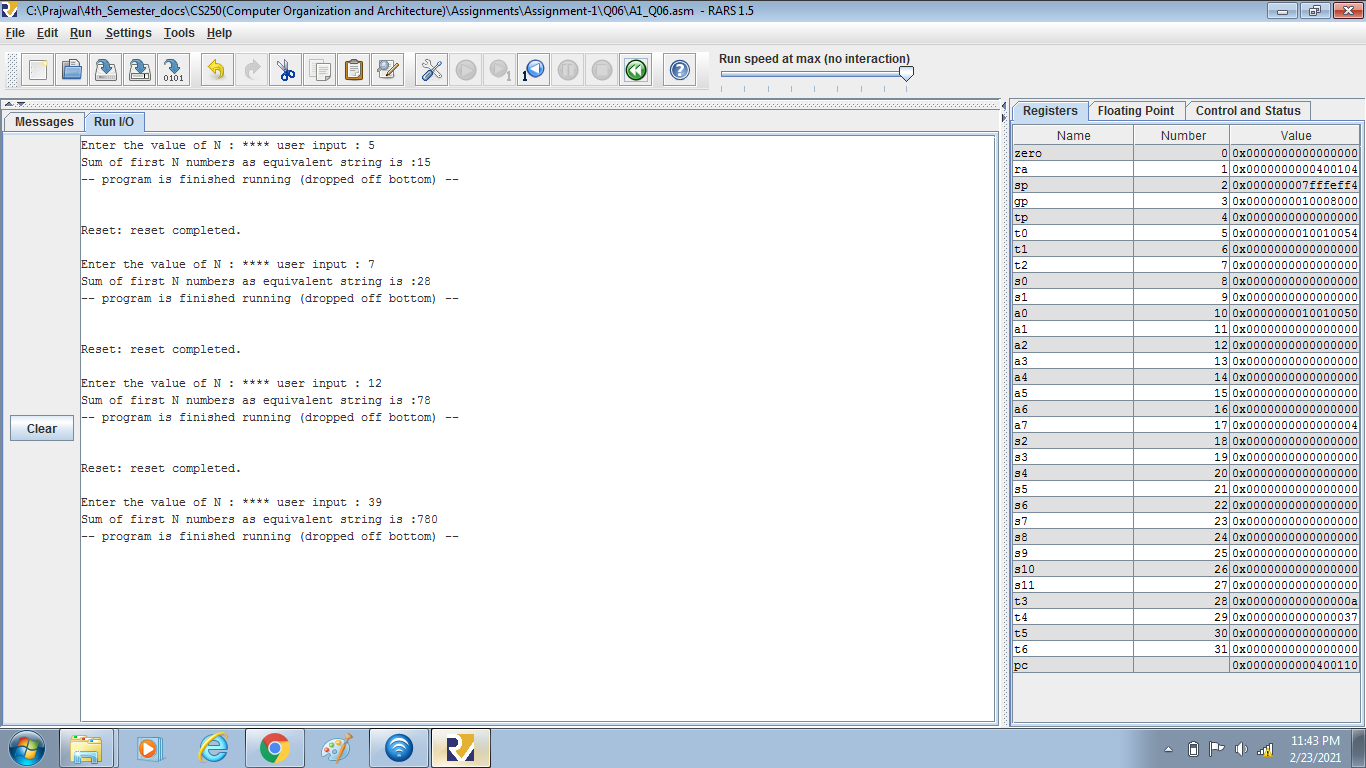 C:\Prajwal\4th_Semester_docs\CS250(Computer Organization and Architecture)\Assignments\Assignment-1\Q06\A1_Q06.asm - RARS 1.5
File Edit Run Settings Tools Help
Run speed at max (no interaction)
Messages Run I/O
Enter the value of N : **** user input : 5
Sum of first N numbers as equivalent string is :15
-- program is finished running (dropped off bottom) --
Reset: reset completed.
Enter the value of N : **** user input : 7
Sum of first N numbers as equivalent string is :28
-- program is finished running (dropped off bottom) --
Reset: reset completed.
Enter the value of N : **** user input : 12
Sum of first N numbers as equivalent string is :78
-- program is finished running (dropped off bottom) --
Reset: reset completed.
Enter the value of N : **** user input : 39
Sum of first N numbers as equivalent string is :780
-- program is finished running (dropped off bottom) --
Clear
Registers Floating Point Control and Status
Name Number Value
zero 0 0x0000000000000000
ra 1 0x0000000000400104
sp 2 0x000000007fffeff4
gp 3 0x0000000010008000
tp 4 0x0000000000000000
t0 5 0x0000000010010054
t1 6 0x0000000000000000
t2 7 0x0000000000000000
s0 8 0x0000000000000000
s1 9 0x0000000000000000
a0 10 0x0000000010010050
a1 11 0x0000000000000000
a2 12 0x0000000000000000
a3 13 0x0000000000000000
a4 14 0x0000000000000000
a5 15 0x0000000000000000
a6 16 0x0000000000000000
a7 17 0x0000000000000004
s2 18 0x0000000000000000
s3 19 0x0000000000000000
s4 20 0x0000000000000000
s5 21 0x0000000000000000
s6 22 0x0000000000000000
s7 23 0x0000000000000000
s8 24 0x0000000000000000
s9 25 0x0000000000000000
s10 26 0x0000000000000000
s11 27 0x0000000000000000
t3 28 0x000000000000000a
t4 29 0x0000000000000037
t5 30 0x0000000000000000
t6 31 0x0000000000000000
pc 0x0000000000400110
11:43 PM
2/23/2021